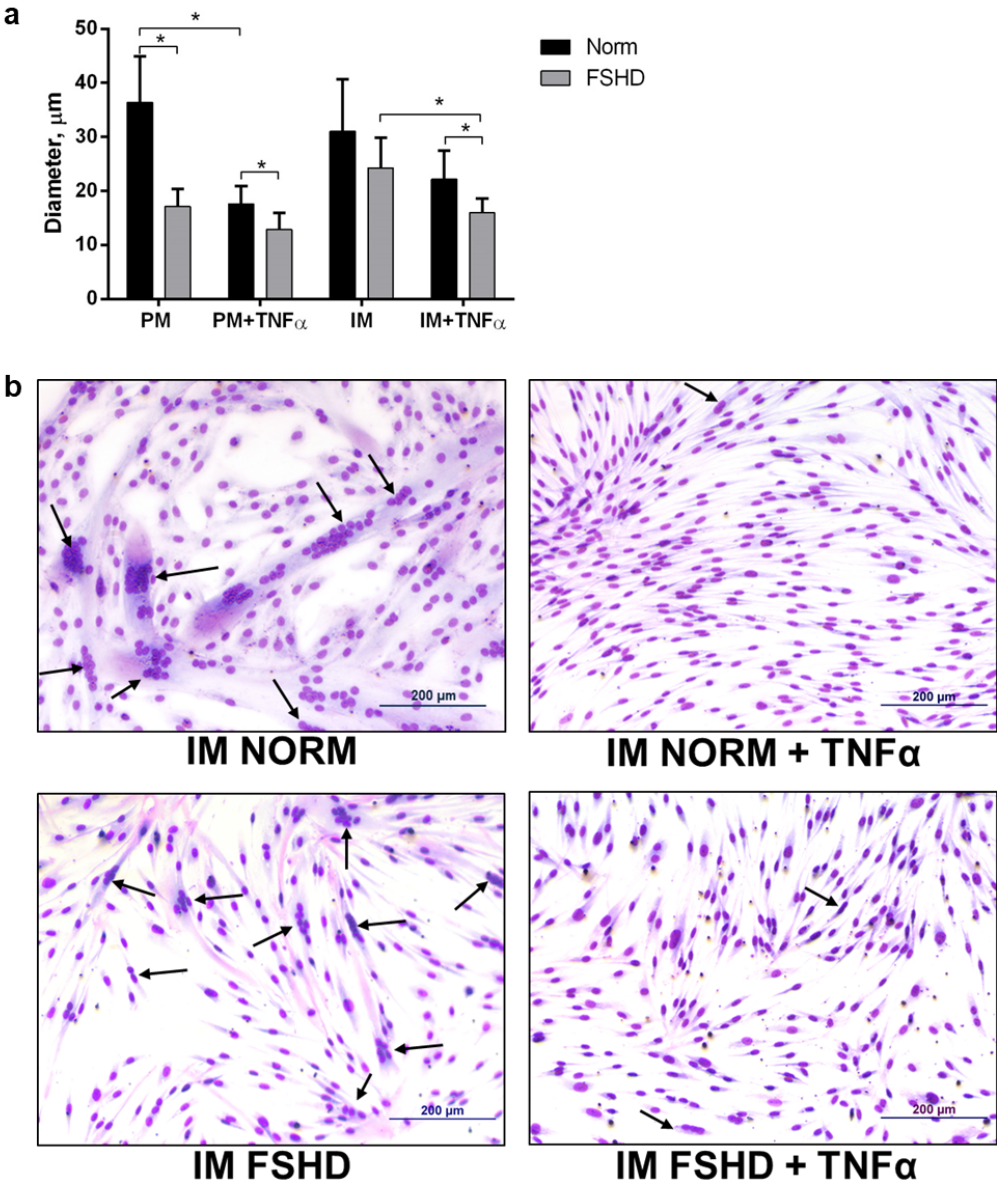 a
50
40
30
20
10
0
Diameter, μm
*
*
*
*
*
PM
PM+TNFα
IM
IM+TNFα
Norm
FSHD
b
200 μm
200 μm
IM NORM
IM NORM + TNFα
200 μm
200 μm
IM FSHD
IM FSHD + TNFα